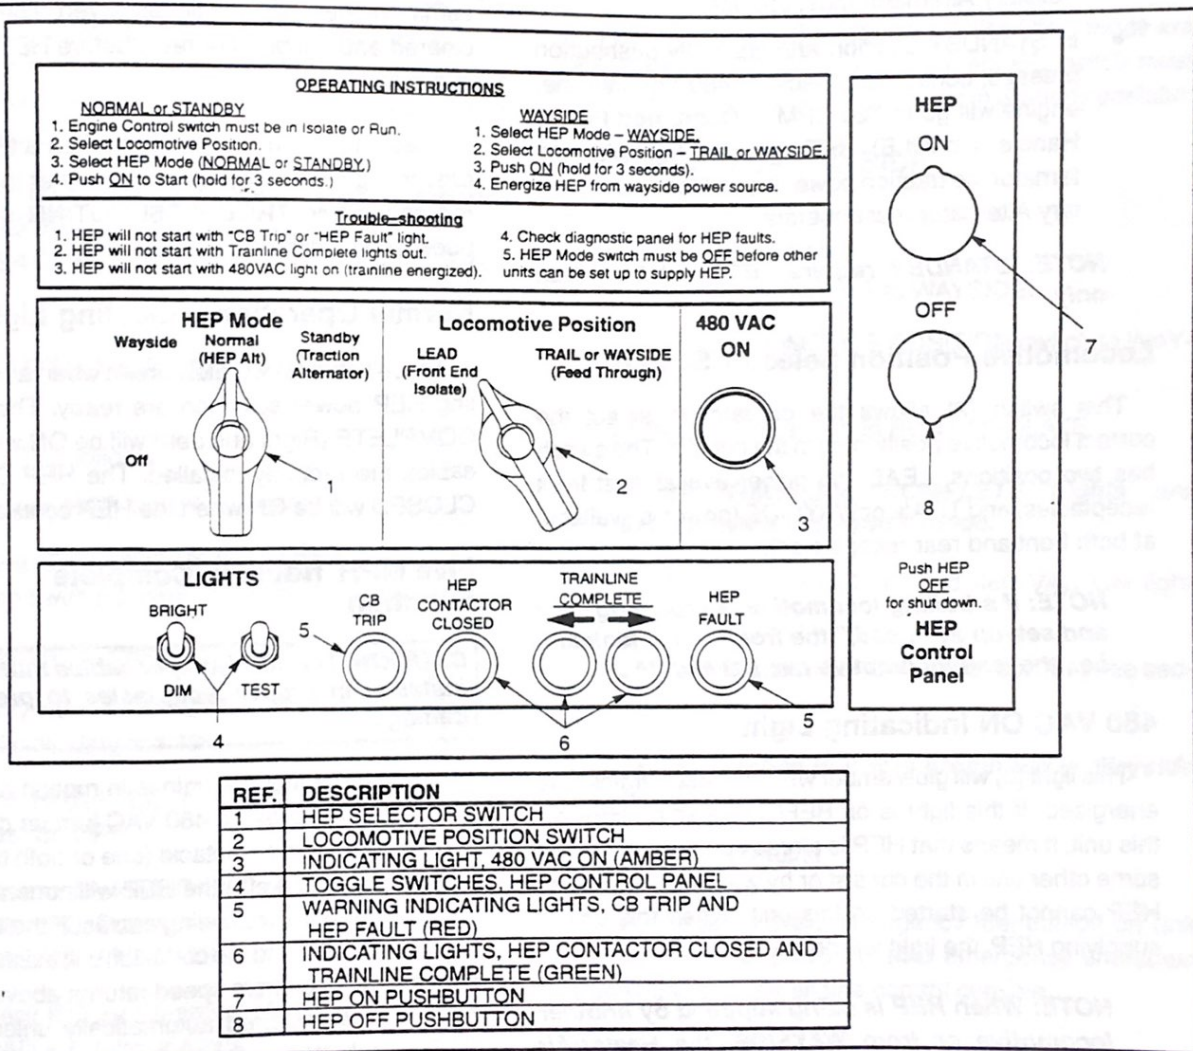 OPERATING INSTRUCTIONS
NORMAL or STANDBY
1. Engine Control switch must be in Isolate or Run.
2. Select Locomotive Position.
3. Select HEP Mode (NORMAL or STANDBY.)
4. Push ON to Start (hold for 3 seconds.)
WAYSIDE
1. Select HEP Mode – WAYSIDE.
2. Select Locomotive Position – TRAIL or WAYSIDE.
3. Push ON (hold for 3 seconds).
4. Energize HEP from wayside power source.
Trouble–shooting
1. HEP will not start with "CB Trip" or "HEP Fault" light.
2. HEP will not start with Trainline Complete lights out.
3. HEP will not start with 480VAC light on (trainline energized).
4. Check diagnostic panel for HEP faults.
5. HEP Mode switch must be OFF before other
units can be set up to supply HEP.
HEP Mode
Wayside
Normal
(HEP Alt)
Standby
(Traction
Alternator)
Off
1
Locomotive Position
LEAD
(Front End
Isolate)
TRAIL or WAYSIDE
(Feed Through)
2
480 VAC
ON
3
HEP
ON
7
OFF
8
Push HEP
OFF
for shut down.
HEP
Control
Panel
LIGHTS
BRIGHT
DIM
TEST
4
5
CB
TRIP
HEP
CONTACTOR
CLOSED
TRAINLINE
COMPLETE
6
HEP
FAULT
5
REF. DESCRIPTION
1 HEP SELECTOR SWITCH
2 LOCOMOTIVE POSITION SWITCH
3 INDICATING LIGHT, 480 VAC ON (AMBER)
4 TOGGLE SWITCHES, HEP CONTROL PANEL
5 WARNING INDICATING LIGHTS, CB TRIP AND
HEP FAULT (RED)
6 INDICATING LIGHTS, HEP CONTACTOR CLOSED AND
TRAINLINE COMPLETE (GREEN)
7 HEP ON PUSHBUTTON
8 HEP OFF PUSHBUTTON